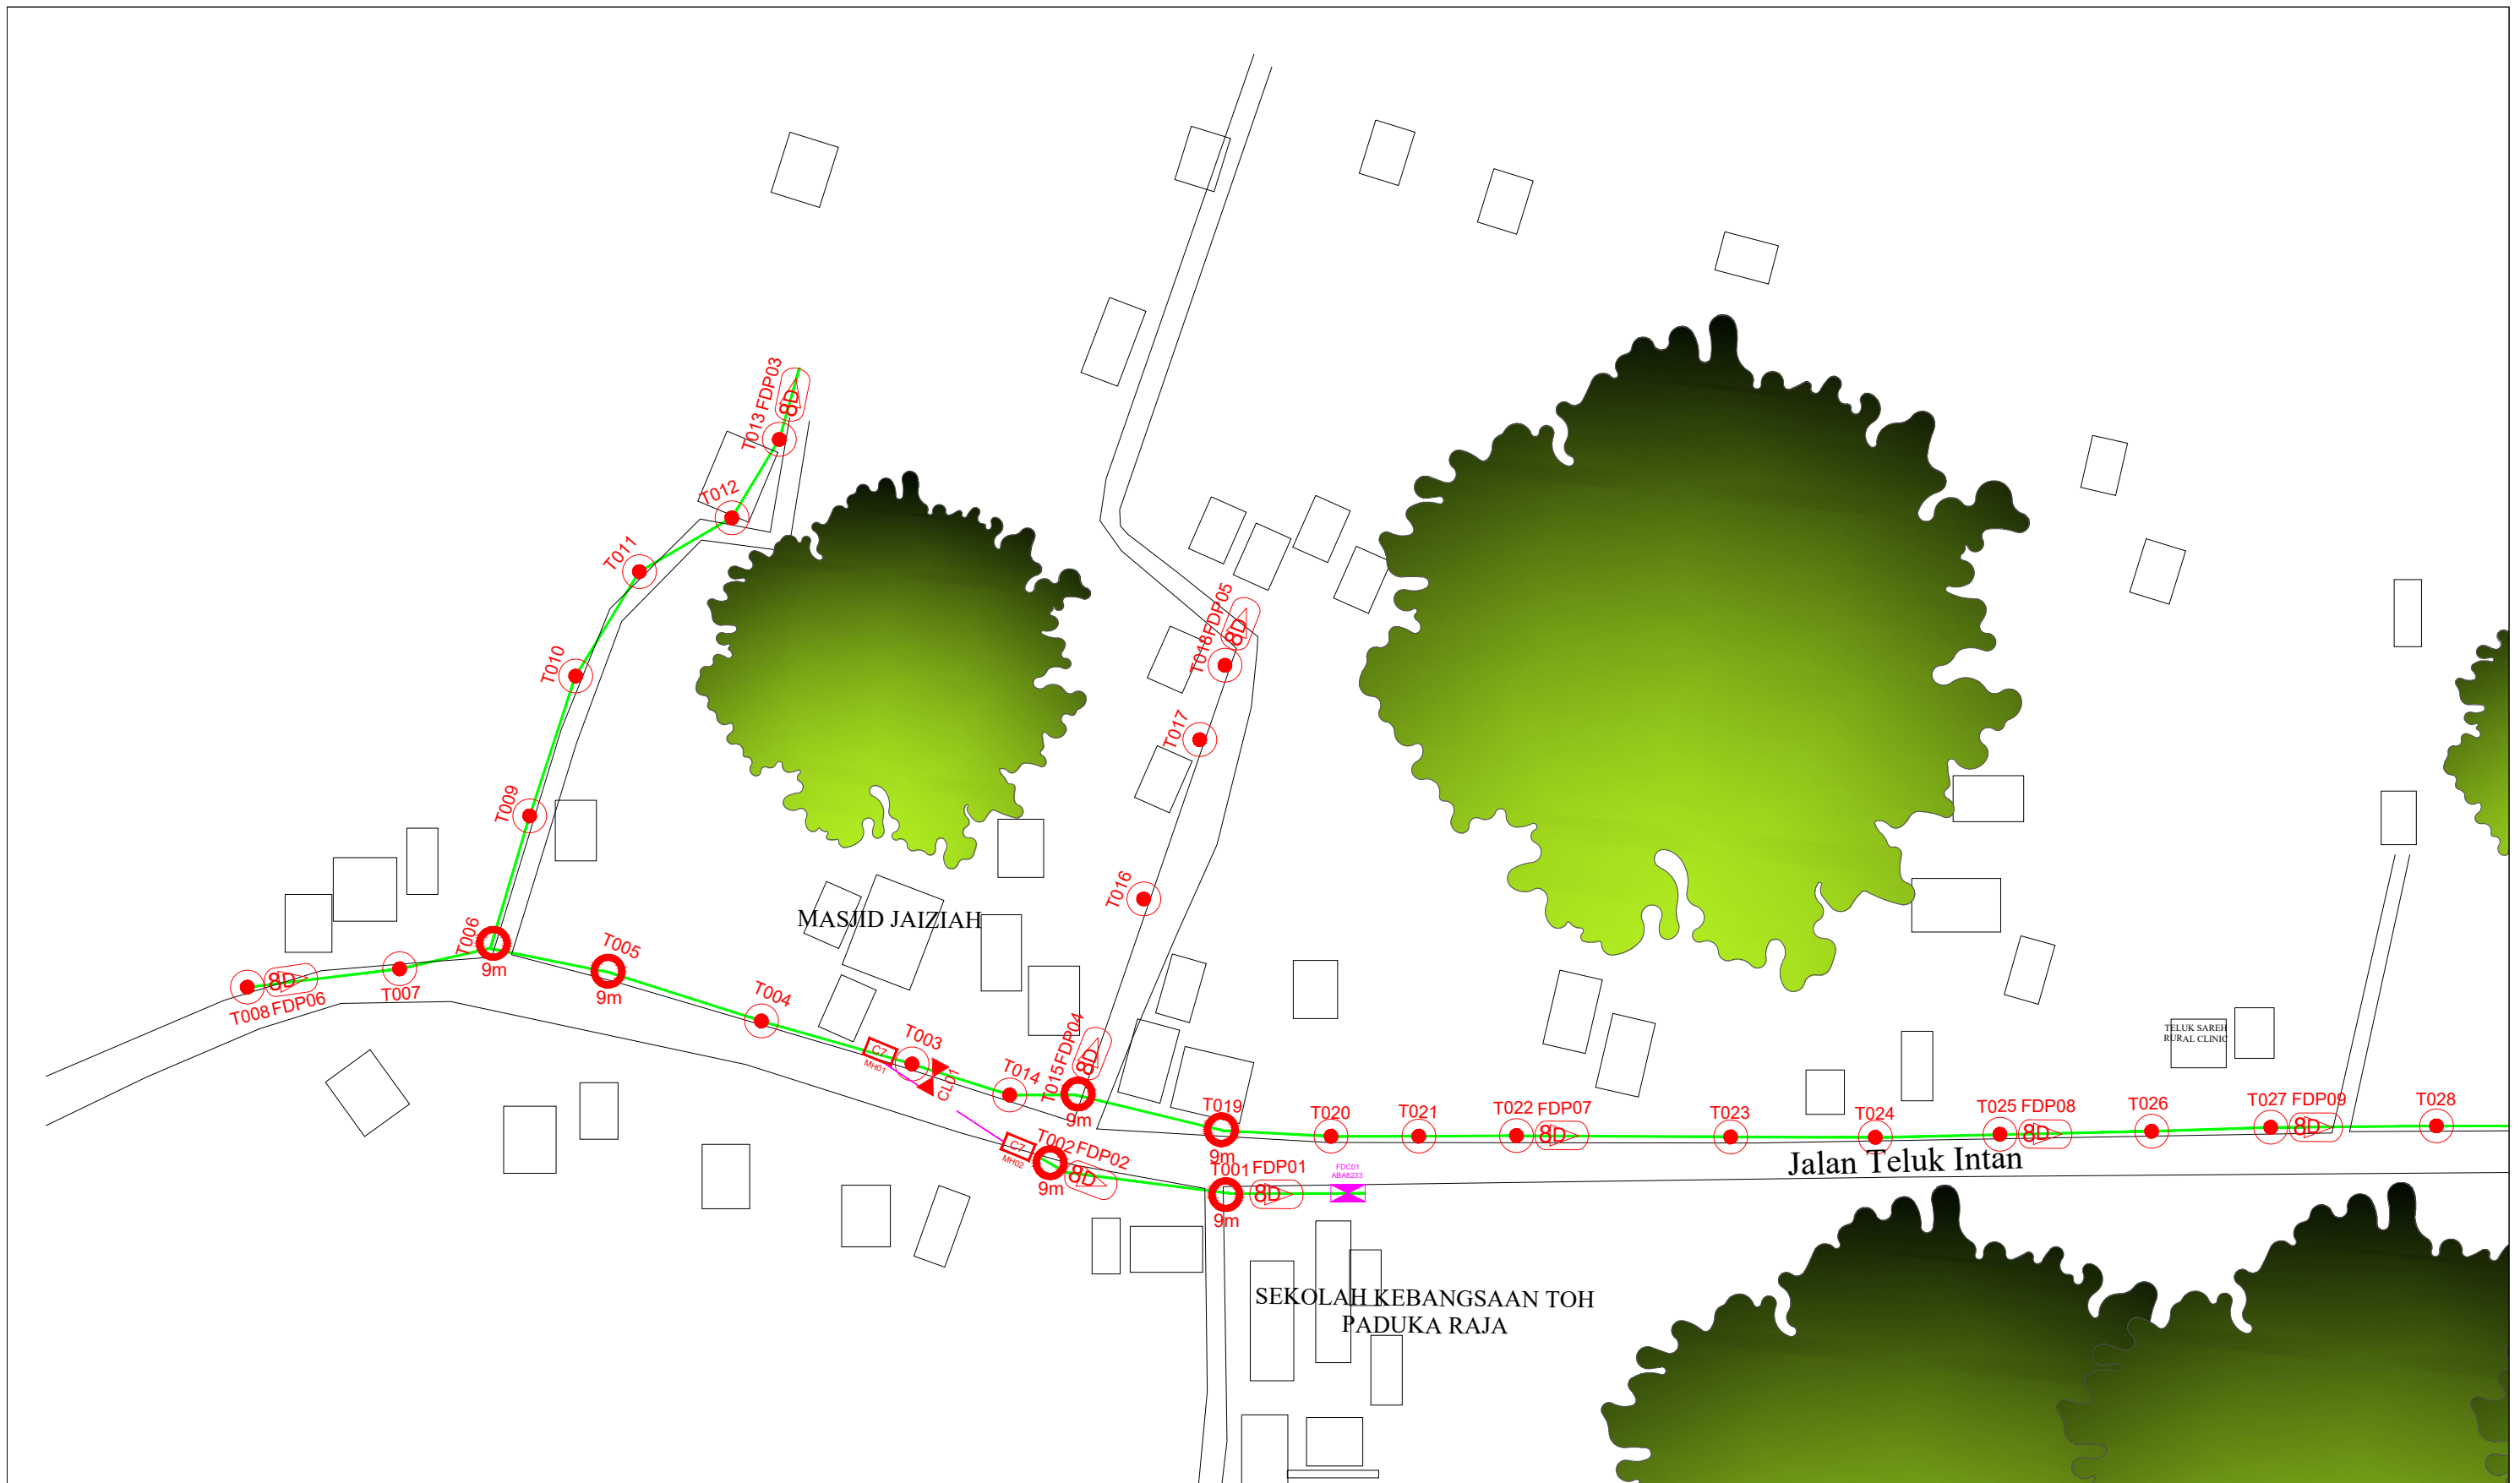 T013 FDP03
8D
T012
T011
T010
T009
T018 FDP05
8D
T017
T016
MASJID JAIZIAH
T006
9m
T005
9m
T008 FDP06
8D
T007
T004
C7
MH01
T003
CL01
T014
T015 FDP04
8D
9m
T019
9m
T020
T021
T022 FDP07
8D
T023
T024
T025 FDP08
8D
T026
T027 FDP09
8D
T028
TELUK SAREH
RURAL CLINIC
C7
MH02
T002 FDP02
8D
9m
T001 FDP01
8D
9m
FDC01
ABA8233
Jalan Teluk Intan
SEKOLAH KEBANGSAAN TOH
PADUKA RAJA